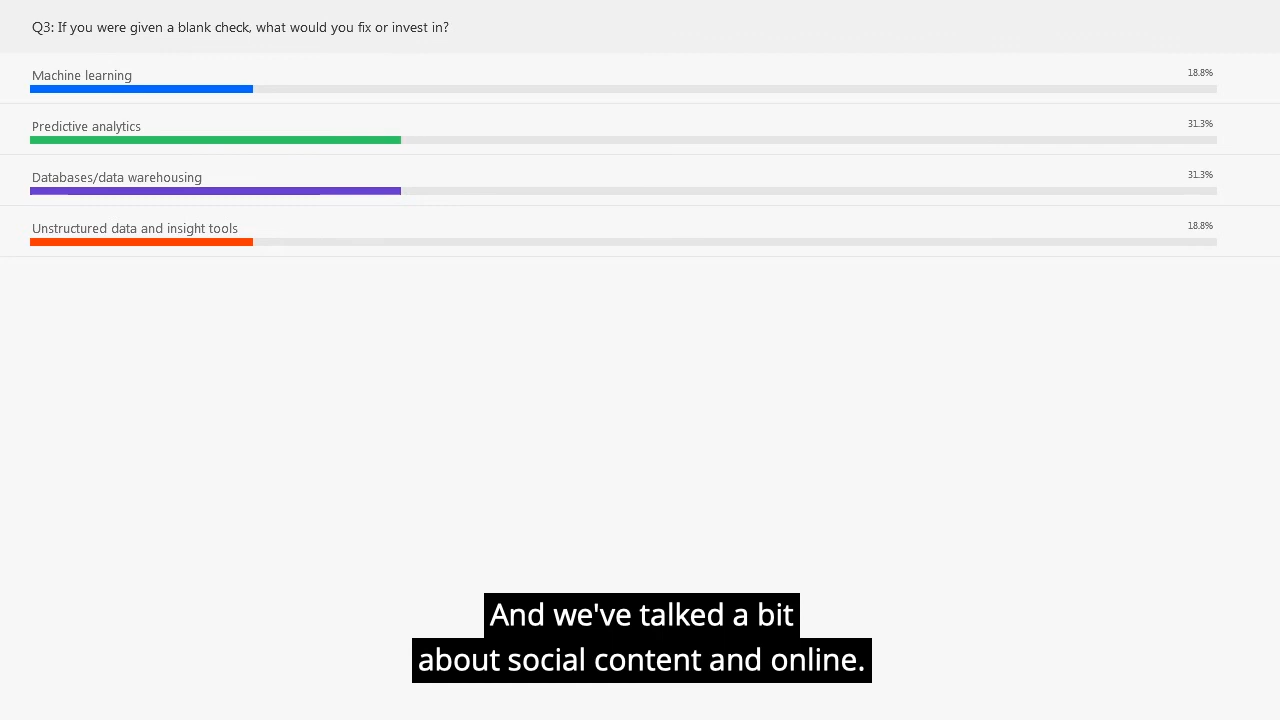 Q3: If you were given a blank check, what would you fix or invest in?
Machine learning
18.8%
Predictive analytics
31.3%
Databases/data warehousing
31.3%
Unstructured data and insight tools
18.8%
And we've talked a bit
about social content and online.